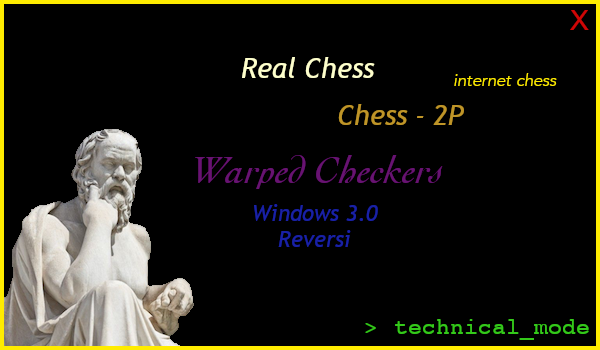 X
Real Chess
internet chess
Chess - 2P
Warped Checkers
Windows 3.0
Reversi
> technical_mode